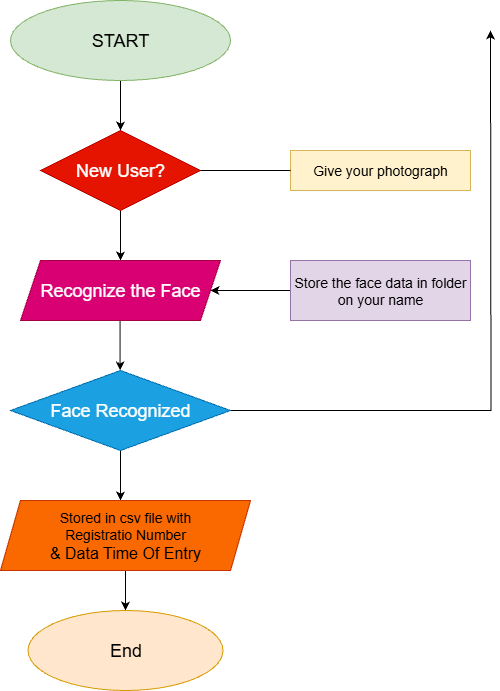 START
New User?
Give your photograph
Recognize the Face
Store the face data in folder
on your name
Face Recognized
Stored in csv file with
Registratio Number
& Data Time Of Entry
End